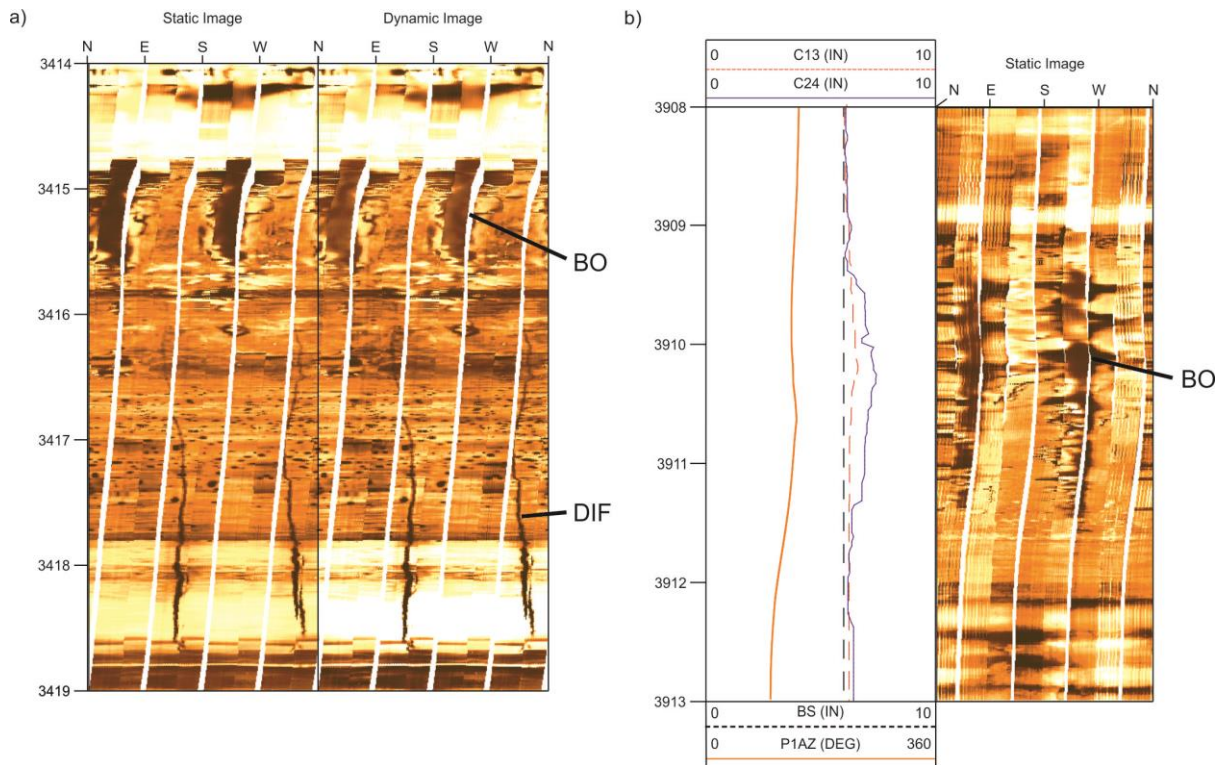 a)
Static Image
Dynamic Image
N E S W N E S W N
3414
3415
3416
3417
3418
3419
BO
DIF
b)
0 C13 (IN) 10
0 C24 (IN) 10
Static Image
N E S W N
3908
3909
3910
3911
3912
3913
BO
0 BS (IN) 10
0 P1AZ (DEG) 360